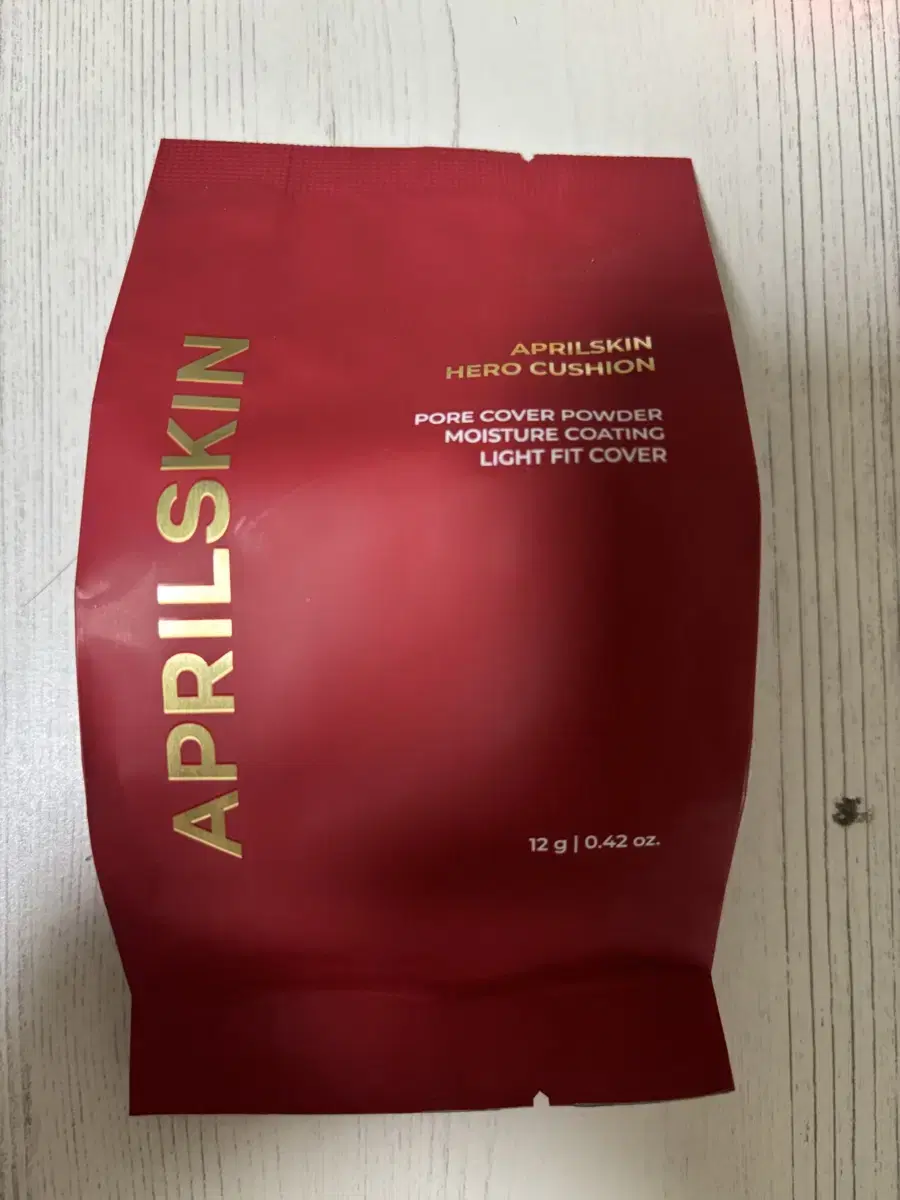 APRILSKIN
APRILSKIN
HERO CUSHION
PORE COVER POWDER
MOISTURE COATING
LIGHT FIT COVER
12 g | 0.42 oz.